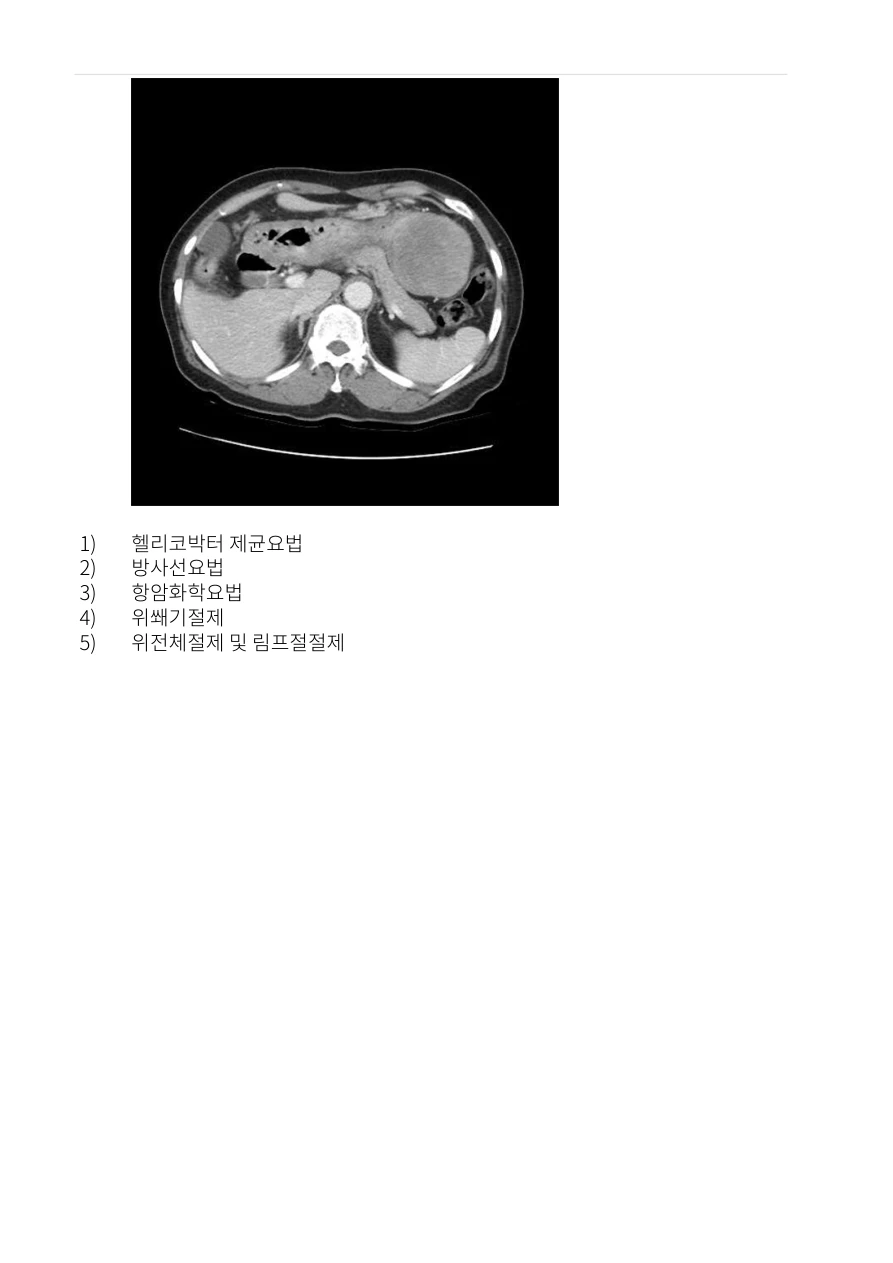 1) 헬리코박터 제균요법
2) 방사선요법
3) 항암화학요법
4) 위쐐기절제
5) 위전체절제 및 림프절절제